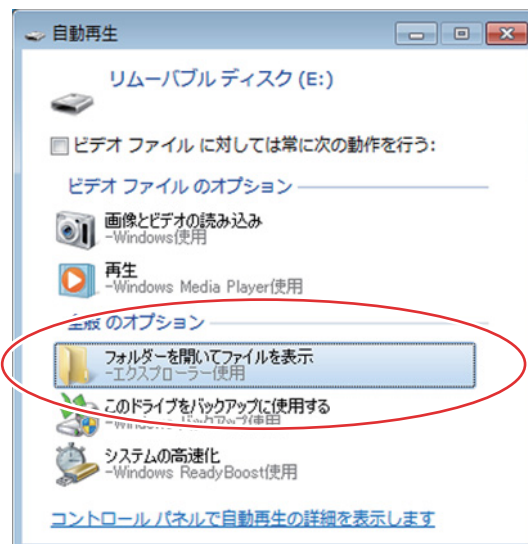 自動再生
リムーバブル ディスク (E:)
ビデオ ファイル に対しては常に次の動作を行う:
ビデオ ファイル のオプション
画像とビデオの読み込み
-Windows使用
再生
-Windows Media Player使用
全般 のオプション
フォルダーを開いてファイルを表示
-エクスプローラー使用
このドライブをバックアップに使用する
-Windows バックアップ使用
システムの高速化
-Windows ReadyBoost使用
コントロール パネルで自動再生の詳細を表示します